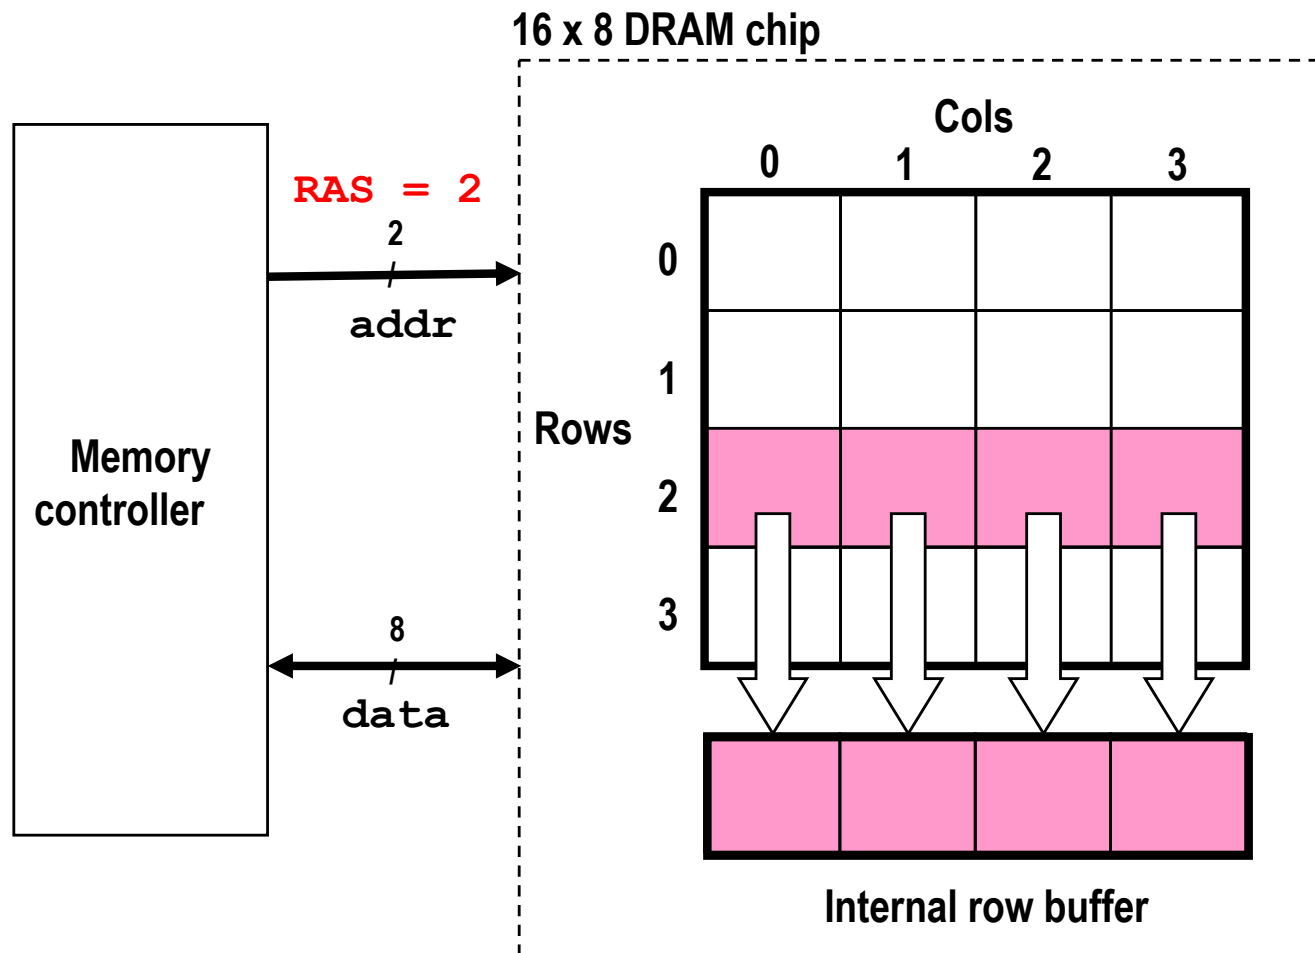 16 x 8 DRAM chip
Cols
0 1 2 3
RAS = 2
2
addr
0
1
Rows
2
3
Memory
controller
8
data
Internal row buffer